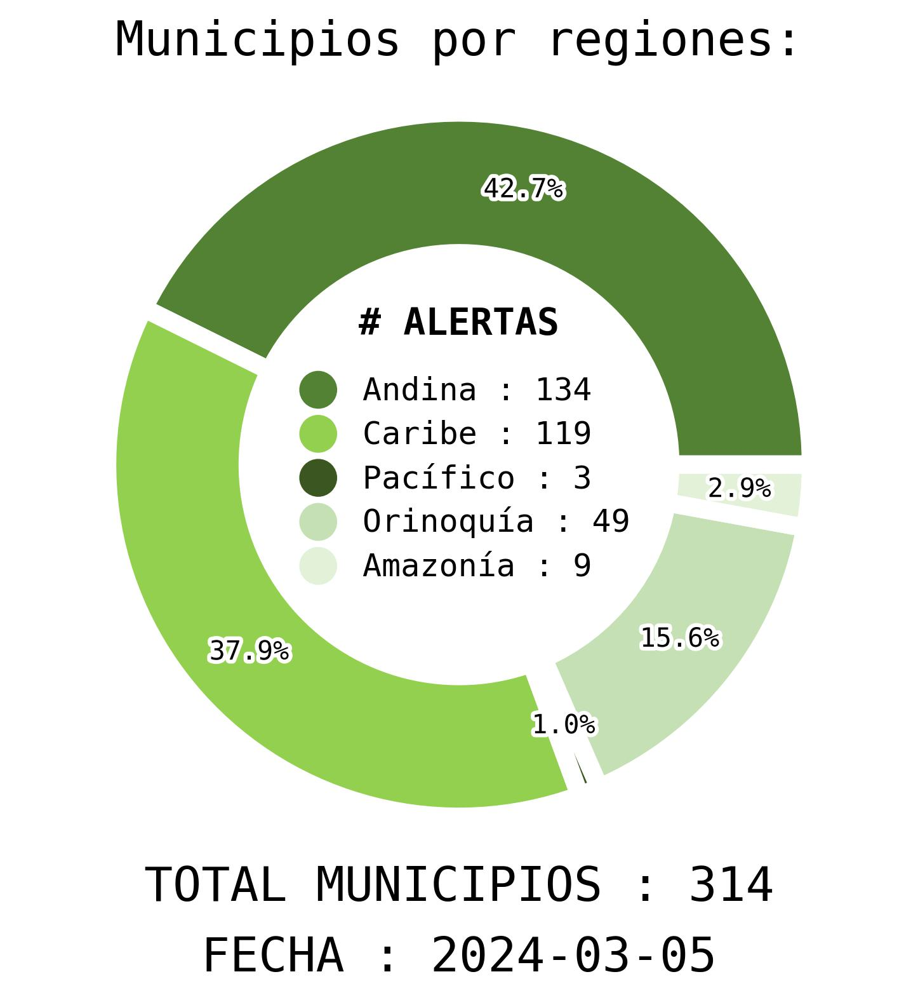 Municipios por regiones:
42.7%
# ALERTAS
Andina : 134
Caribe : 119
Pacífico : 3
Orinoquía : 49
Amazonía : 9
2.9%
15.6%
37.9%
1.0%
TOTAL MUNICIPIOS : 314
FECHA : 2024-03-05